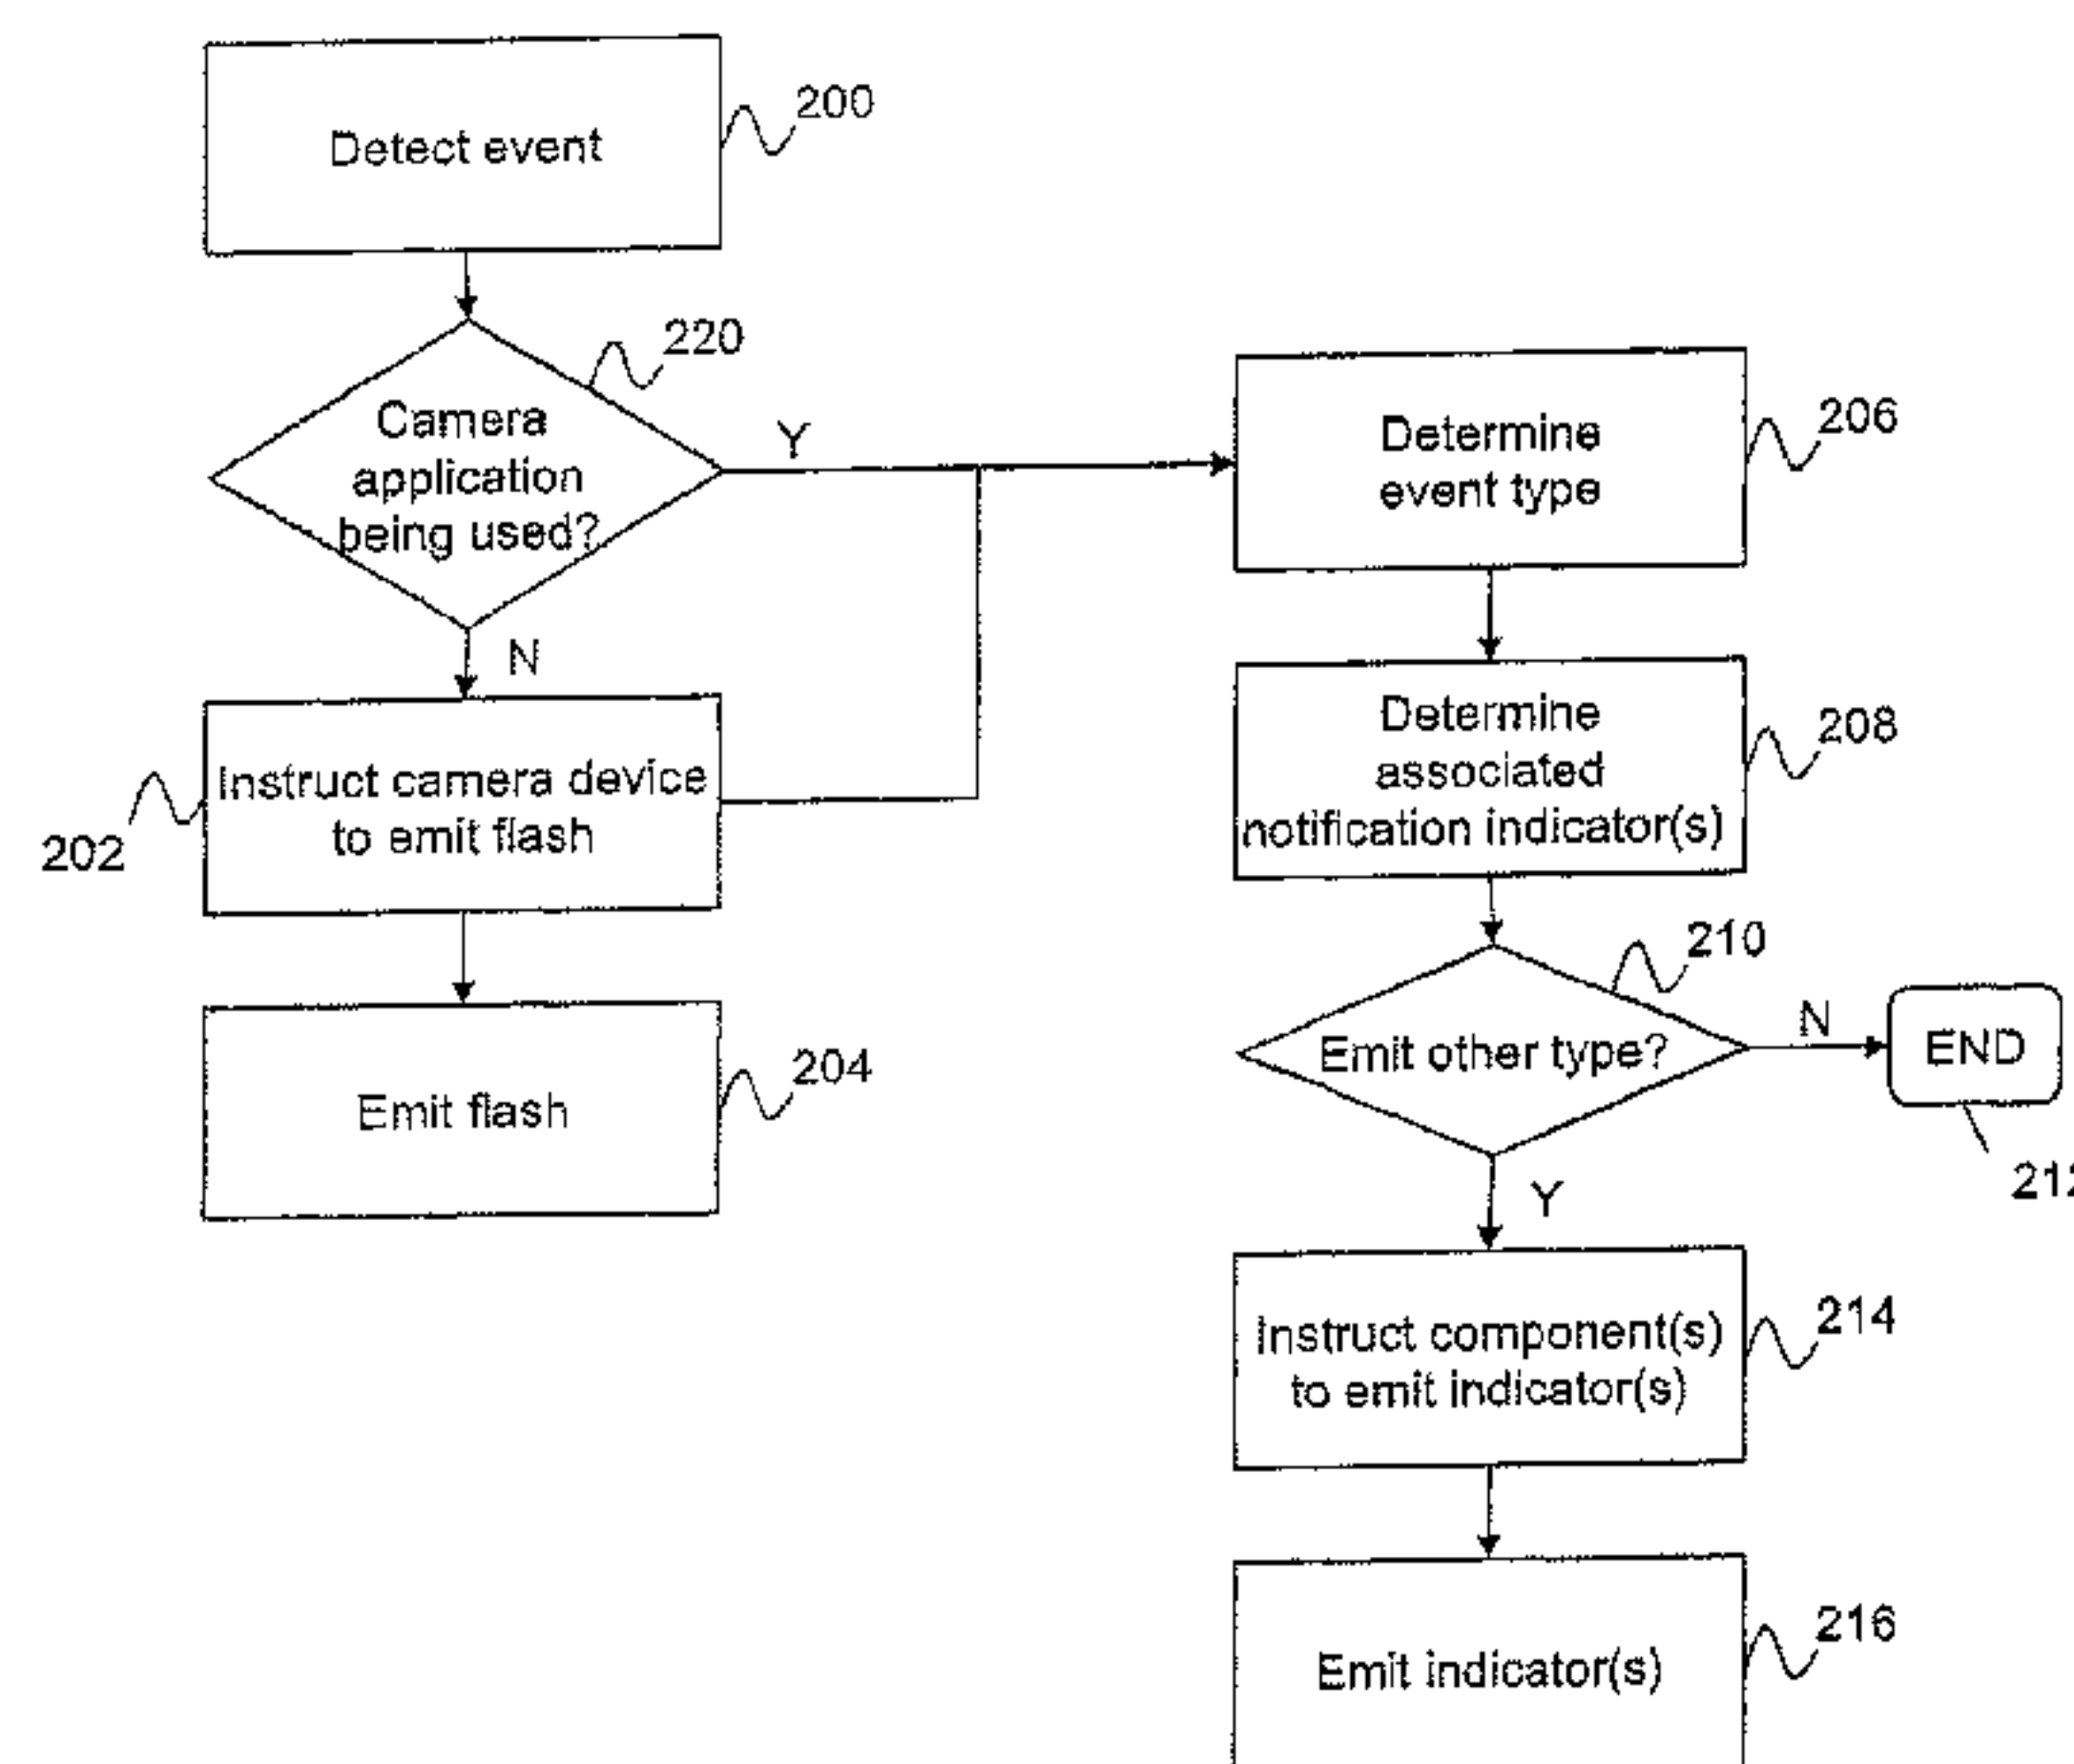 Detect event
200
Camera
application
being used?
220
Y
N
Instruct camera device
to emit flash
202
Emit flash
204
Determine
event type
206
Determine
associated
notification indicator(s)
208
Emit other type?
210
N
END
Y
Instruct component(s)
to emit indicator(s)
214
Emit indicator(s)
216